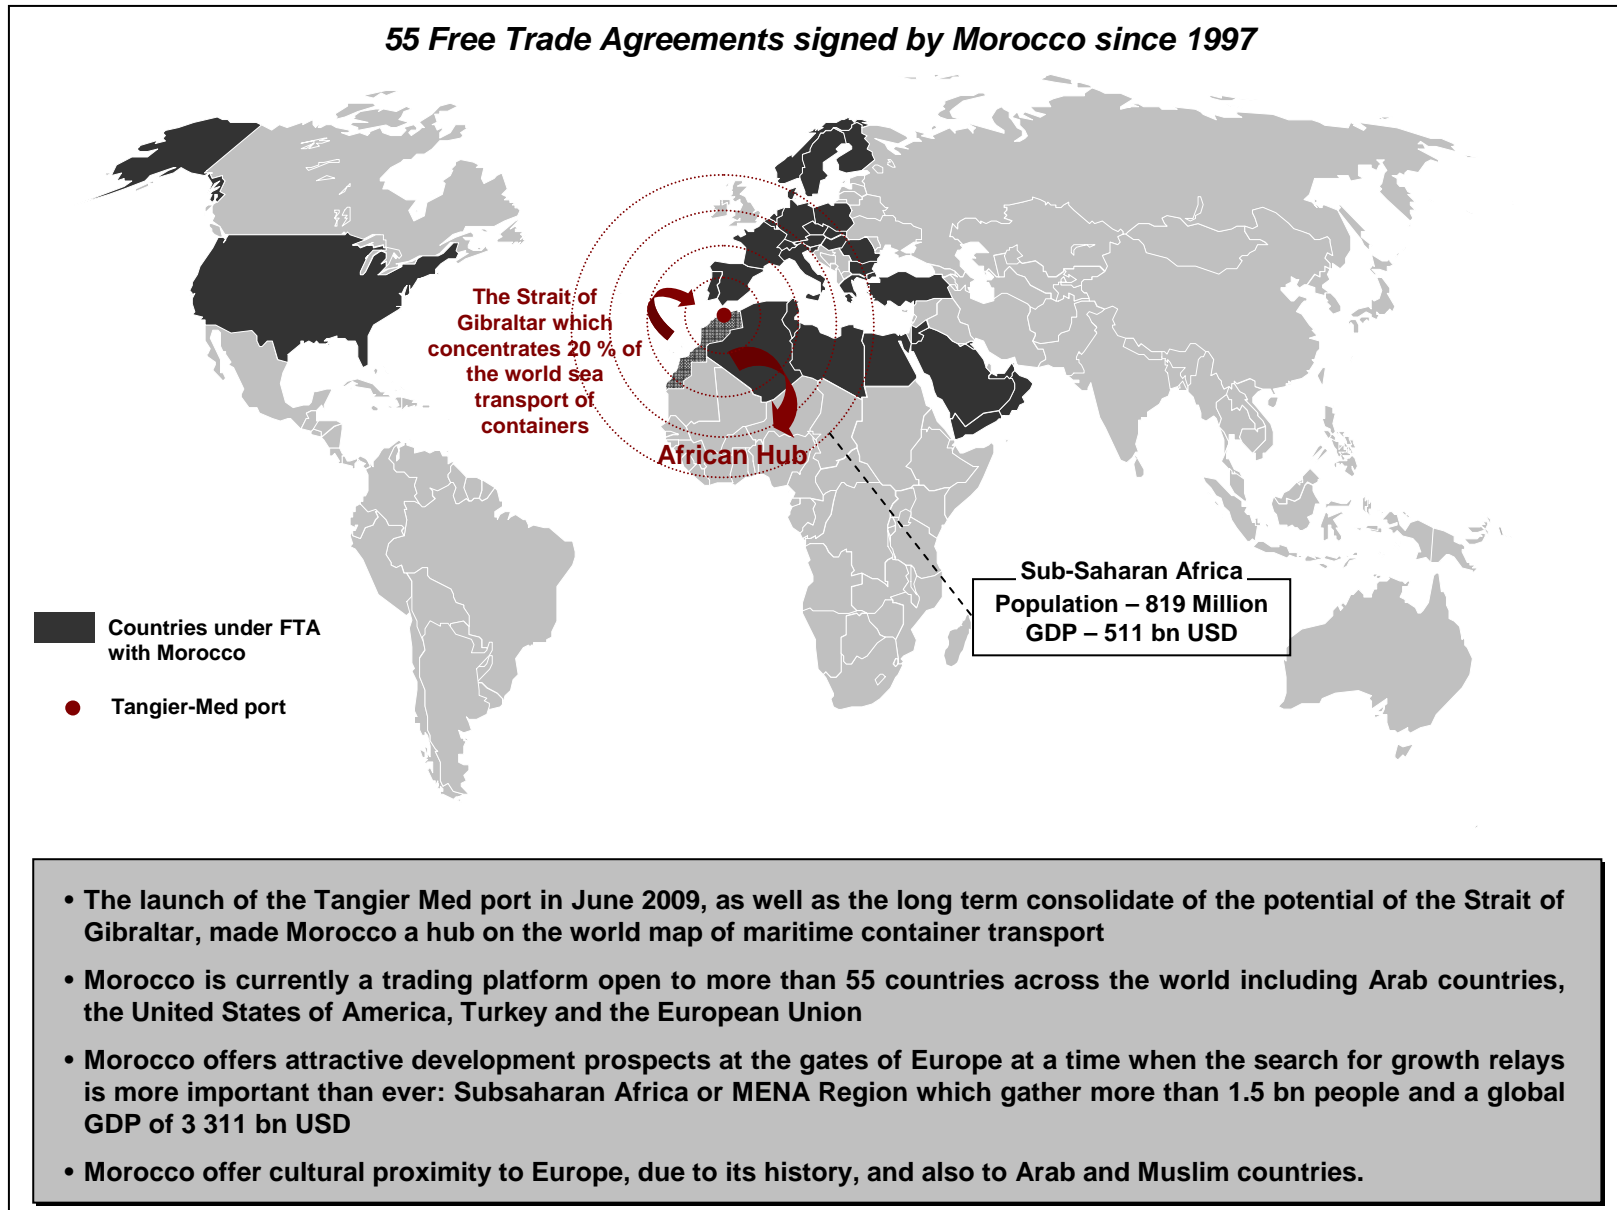 55 Free Trade Agreements signed by Morocco since 1997
The Strait of
Gibraltar which
concentrates 20 % of
the world sea
transport of
containers
African Hub
Sub-Saharan Africa
Population – 819 Million
GDP – 511 bn USD
Countries under FTA
with Morocco
Tangier-Med port
• The launch of the Tangier Med port in June 2009, as well as the long term consolidate of the potential of the Strait of
Gibraltar, made Morocco a hub on the world map of maritime container transport
• Morocco is currently a trading platform open to more than 55 countries across the world including Arab countries,
the United States of America, Turkey and the European Union
• Morocco offers attractive development prospects at the gates of Europe at a time when the search for growth relays
is more important than ever: Subsaharan Africa or MENA Region which gather more than 1.5 bn people and a global
GDP of 3 311 bn USD
• Morocco offer cultural proximity to Europe, due to its history, and also to Arab and Muslim countries.